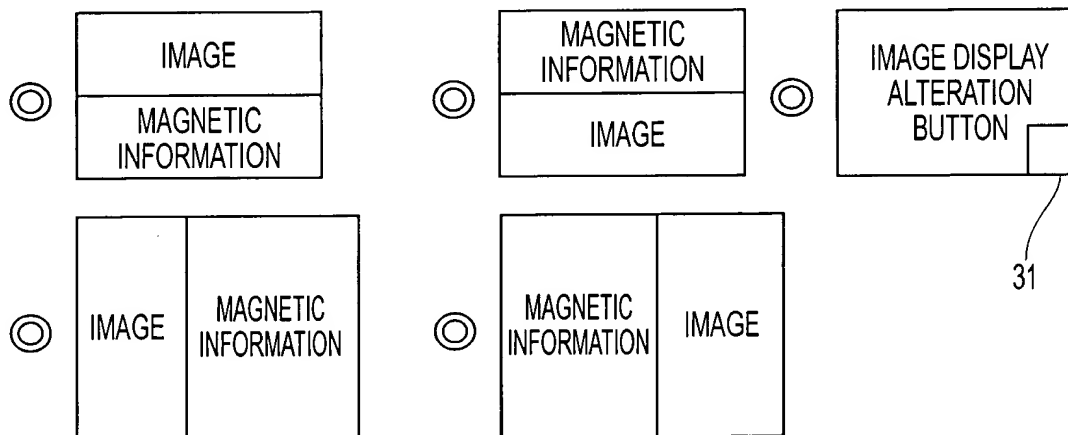 IMAGE
MAGNETIC
INFORMATION
MAGNETIC
INFORMATION
IMAGE
IMAGE DISPLAY
ALTERATION
BUTTON
31
IMAGE
MAGNETIC
INFORMATION
MAGNETIC
INFORMATION
IMAGE